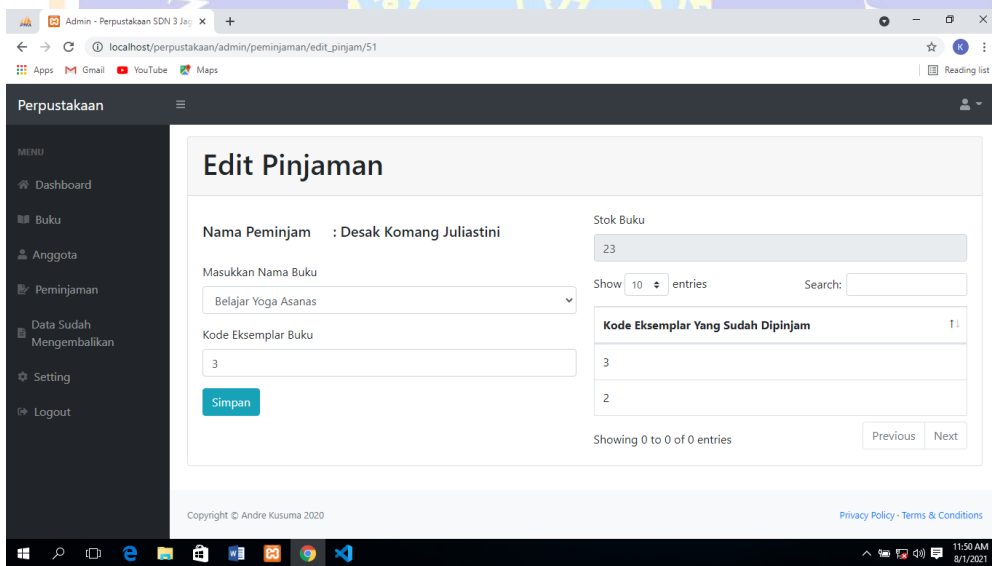 Admin - Perpustakaan SDN 3 Jag
localhost/perpustakaan/admin/peminjaman/edit_pinjam/51
K
Apps Gmail YouTube Maps Reading list
Perpustakaan
MENU
Dashboard
Buku
Anggota
Peminjaman
Data Sudah
Mengembalikan
Setting
Logout
Edit Pinjaman
Nama Peminjam : Desak Komang Juliastini
Masukkan Nama Buku
Belajar Yoga Asanas
Kode Eksemplar Buku
3
Simpan
Stok Buku
23
Show 10 entries Search:
Kode Eksemplar Yang Sudah Dipinjam
3
2
Showing 0 to 0 of 0 entries
Previous Next
Copyright © Andre Kusuma 2020
Privacy Policy · Terms & Conditions
11:50 AM
8/1/2021